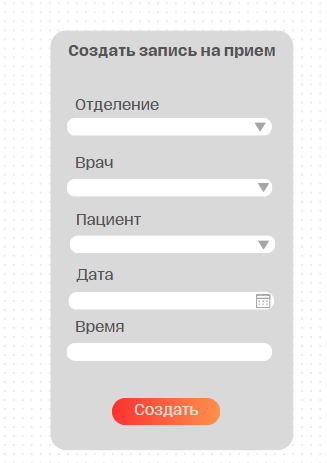 Создать запись на прием
Отделение
Врач
Пациент
Дата
Время
Создать